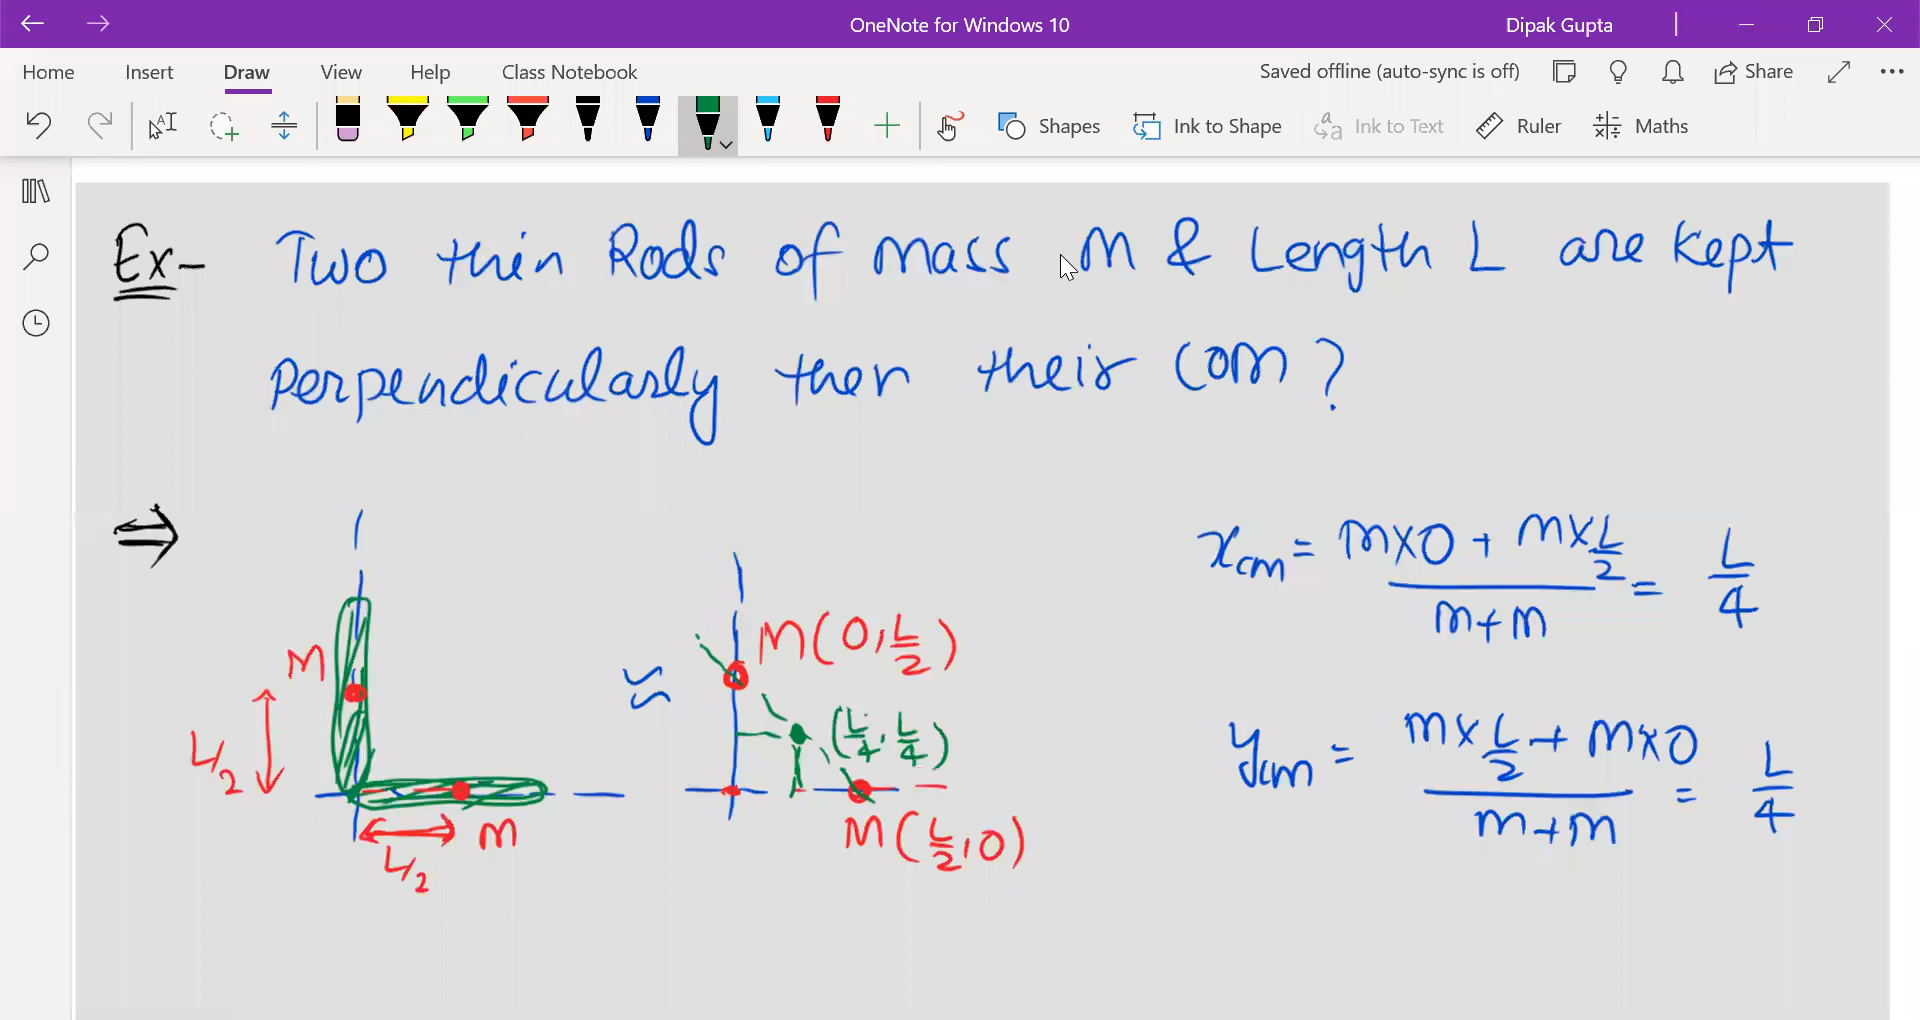 OneNote for Windows 10
Dipak Gupta
Home Insert Draw View Help Class Notebook
Saved offline (auto-sync is off) Share
Shapes Ink to Shape Ink to Text Ruler Maths
Ex- Two thin Rods of mass M & Length L are kept
perpendicularly then their COM ?
M
L/2
L/2
M
≈
M(0,L/2)
(L/4,L/4)
M(L/2,0)
xcm = m×0 + m×L/2 / m+m = L/4
ycm = m×L/2 + m×0 / m+m = L/4